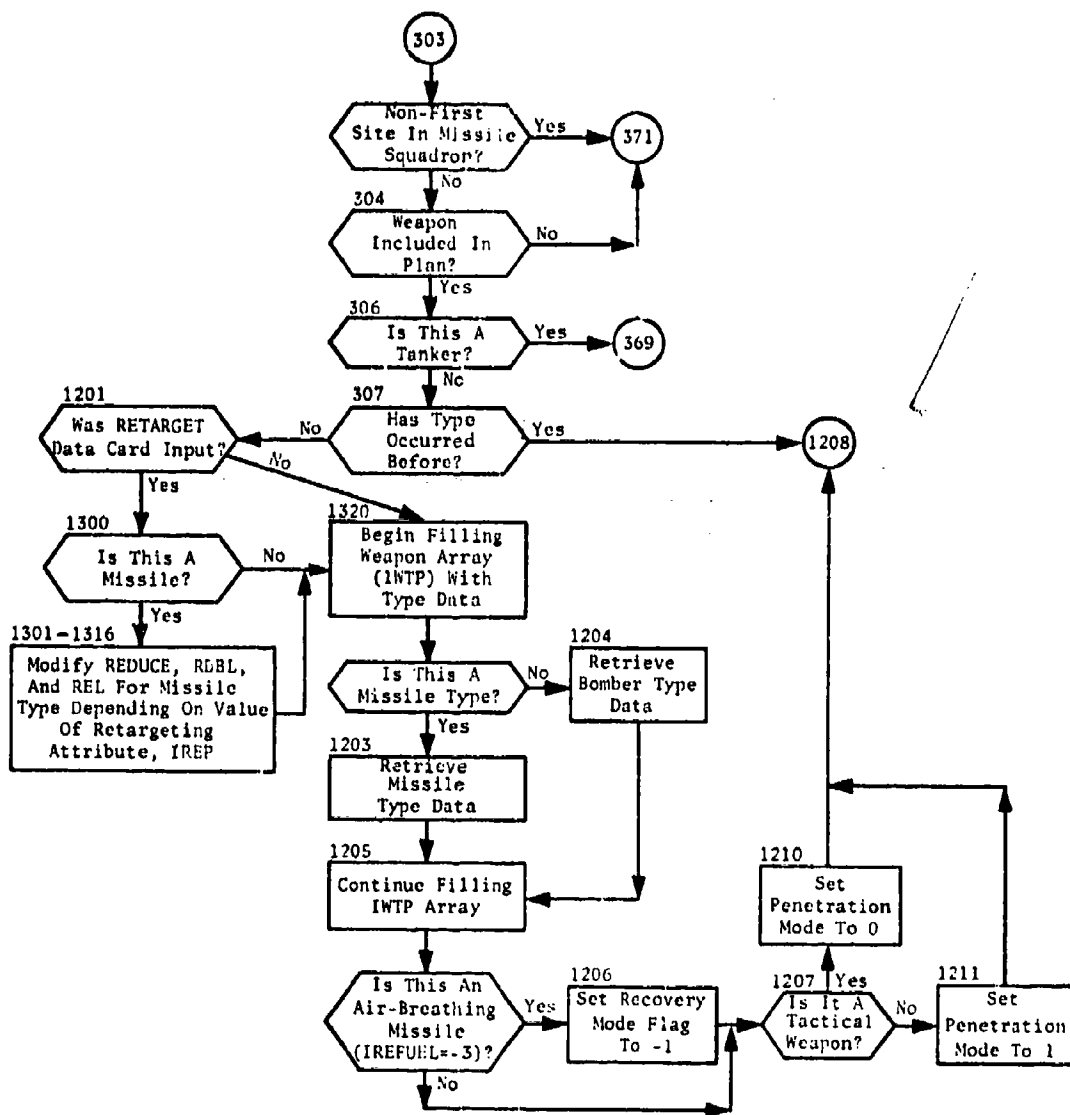 303
Non-First
Site In Missile
Squadron?
Yes
371
No
304
Weapon
Included In
Plan?
No
Yes
306
Is This A
Tanker?
Yes
369
No
307
Has Type
Occurred
Before?
No
Yes
1208
1201
Was RETARGET
Data Card Input?
No
Yes
1300
Is This A
Missile?
No
Yes
1301-1316
Modify REDUCE, RDBL,
And REL For Missile
Type Depending On Value
Of Retargeting
Attribute, IREP
1320
Begin Filling
Weapon Array
(IWTP) With
Type Data
Is This A
Missile Type?
No
Yes
1204
Retrieve
Bomber Type
Data
1203
Retrieve
Missile
Type Data
1205
Continue Filling
IWTP Array
Is This An
Air-Breathing
Missile
(IREFUEL=-3)?
Yes
No
1206
Set Recovery
Mode Flag
To -1
1207
Is It A
Tactical
Weapon?
Yes
No
1210
Set
Penetration
Mode To 0
1211
Set
Penetration
Mode To 1